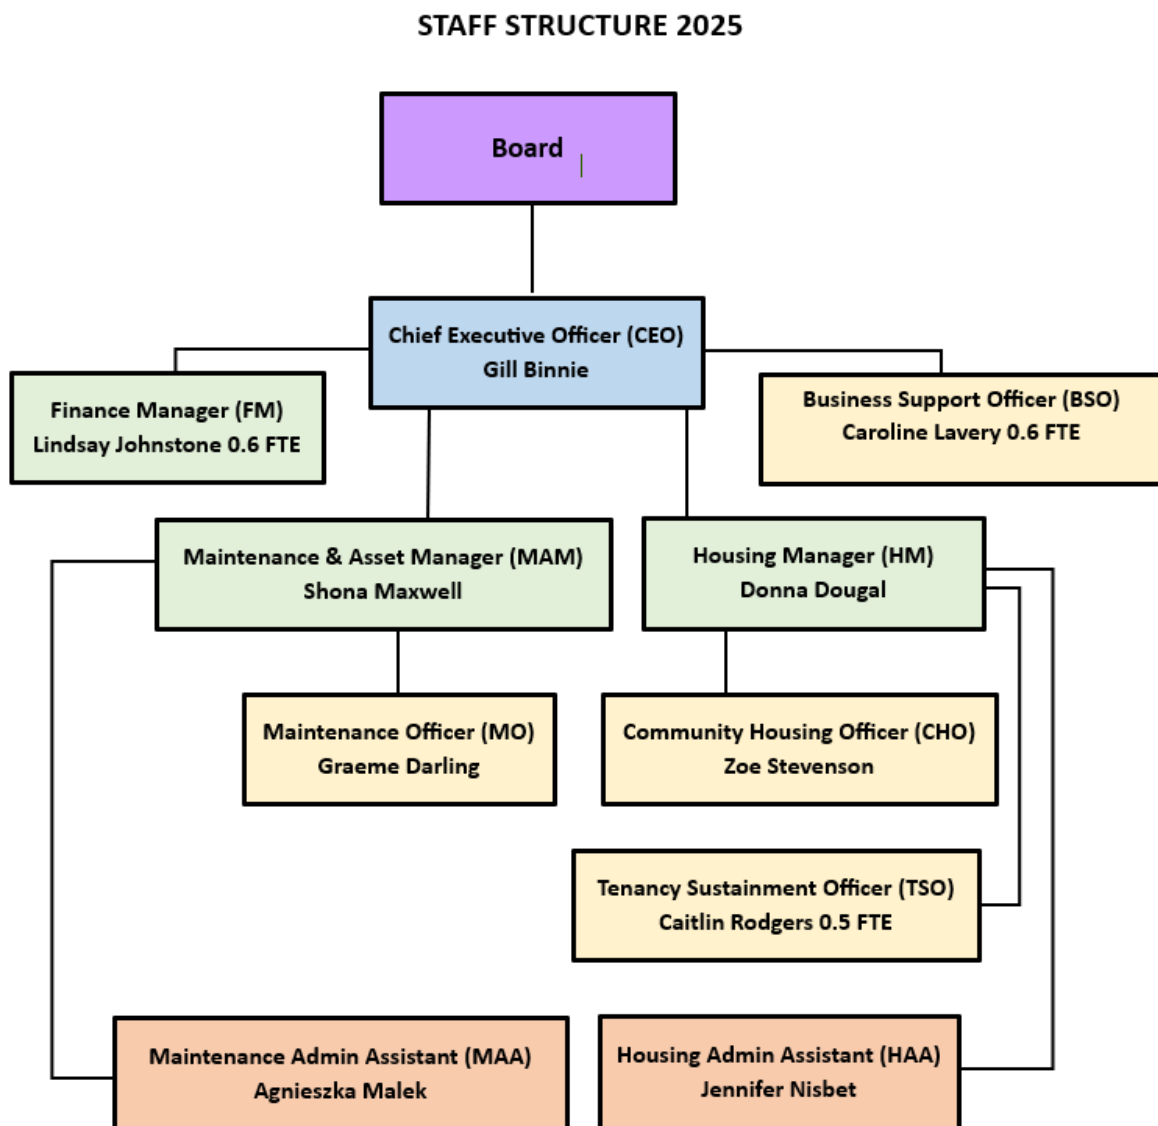 STAFF STRUCTURE 2025
Board
Chief Executive Officer (CEO)
Gill Binnie
Finance Manager (FM)
Lindsay Johnstone 0.6 FTE
Business Support Officer (BSO)
Caroline Lavery 0.6 FTE
Maintenance & Asset Manager (MAM)
Shona Maxwell
Housing Manager (HM)
Donna Dougal
Maintenance Officer (MO)
Graeme Darling
Community Housing Officer (CHO)
Zoe Stevenson
Tenancy Sustainment Officer (TSO)
Caitlin Rodgers 0.5 FTE
Maintenance Admin Assistant (MAA)
Agnieszka Malek
Housing Admin Assistant (HAA)
Jennifer Nisbet